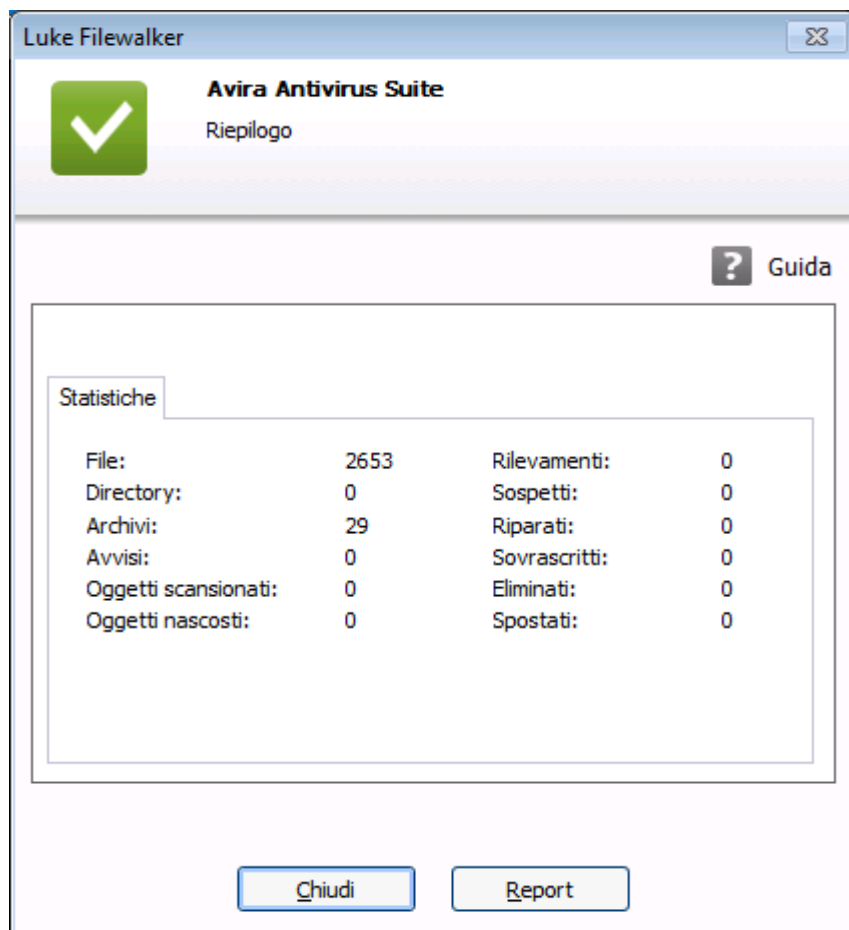 Luke Filewalker
Avira Antivirus Suite
Riepilogo
? Guida
Statistiche
File: 2653 Rilevamenti: 0
Directory: 0 Sospetti: 0
Archivi: 29 Riparati: 0
Avvisi: 0 Sovrascritti: 0
Oggetti scansionati: 0 Eliminati: 0
Oggetti nascosti: 0 Spostati: 0
Chiudi Report